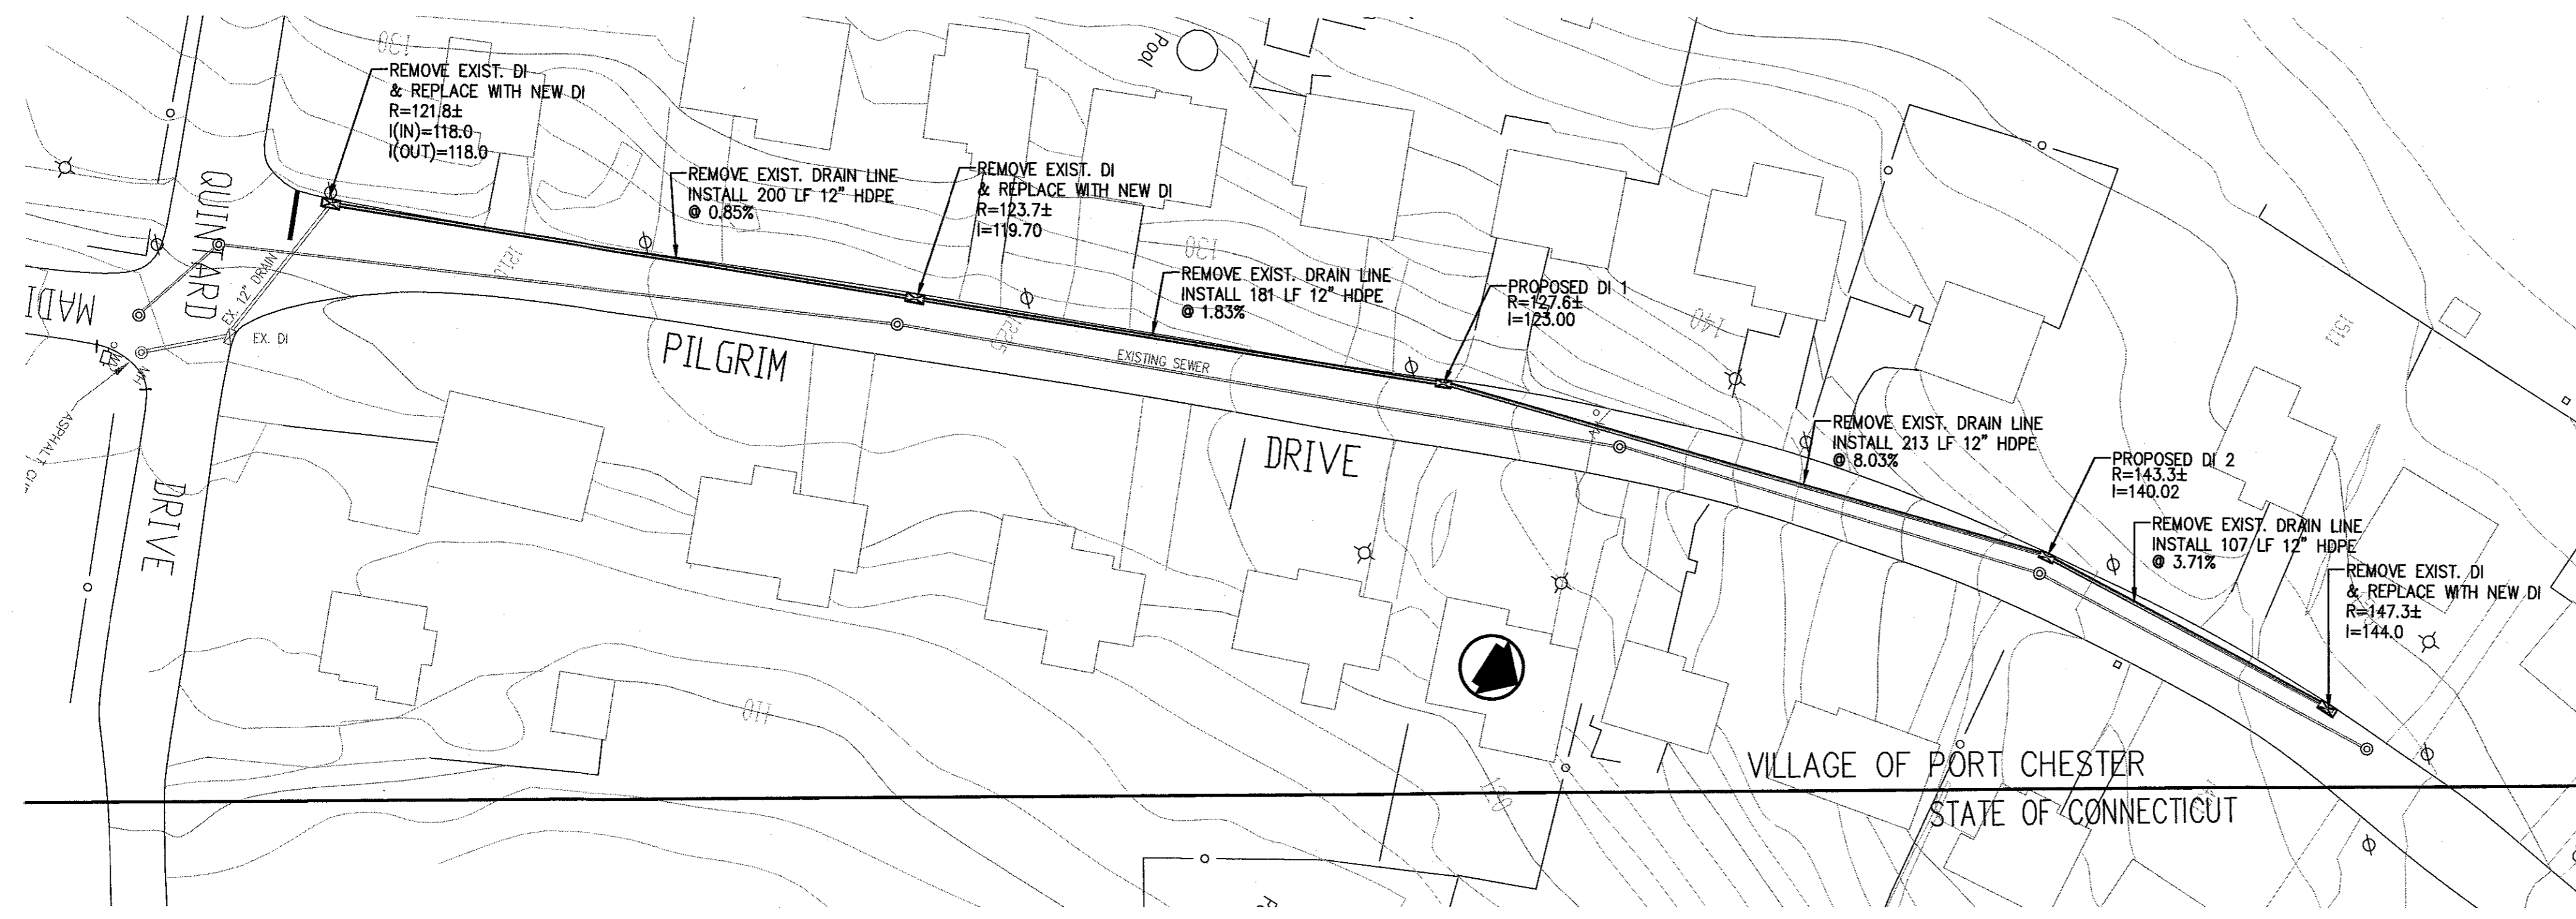 130
Pool
REMOVE EXIST. DI
& REPLACE WITH NEW DI
R=121.8±
I(IN)=118.0
I(OUT)=118.0
REMOVE EXIST. DRAIN LINE
INSTALL 200 LF 12" HDPE
@ 0.85%
REMOVE EXIST. DI
& REPLACE WITH NEW DI
R=123.7±
I=119.70
130
REMOVE EXIST. DRAIN LINE
INSTALL 181 LF 12" HDPE
@ 1.83%
PROPOSED DI 1
R=127.6±
I=123.00
140
151.1
QUINTARD
DRIVE
MADI
EX. 12" DRAIN
EX. DI
PILGRIM
DRIVE
EXISTING SEWER
REMOVE EXIST. DRAIN LINE
INSTALL 213 LF 12" HDPE
@ 8.03%
PROPOSED DI 2
R=143.3±
I=140.02
REMOVE EXIST. DRAIN LINE
INSTALL 107 LF 12" HDPE
@ 3.71%
REMOVE EXIST. DI
& REPLACE WITH NEW DI
R=147.3±
I=144.0
110
VILLAGE OF PORT CHESTER
STATE OF CONNECTICUT